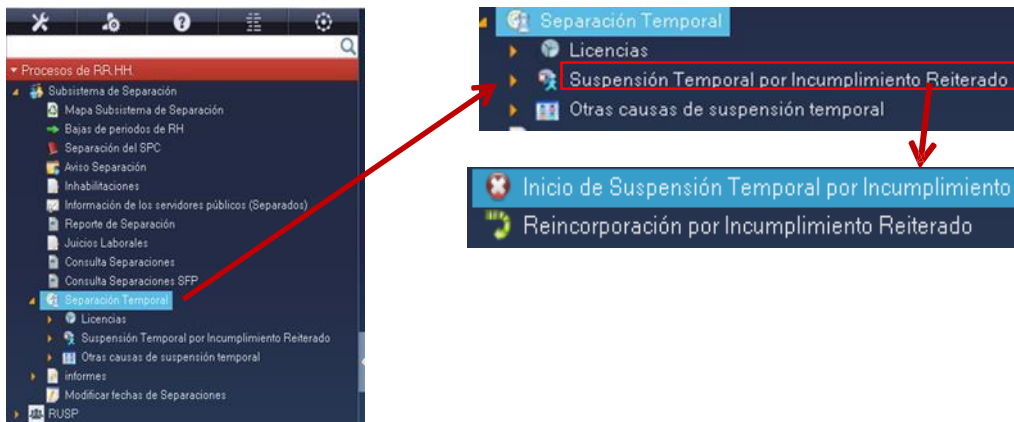 Procesos de RR.HH.
Subsistema de Separación
Mapa Subsistema de Separación
Bajas de periodos de RH
Separación del SPC
Aviso Separación
Inhabilitaciones
Información de los servidores públicos (Separados)
Reporte de Separación
Juicios Laborales
Consulta Separaciones
Consulta Separaciones SFP
Separación Temporal
Licencias
Suspensión Temporal por Incumplimiento Reiterado
Otras causas de suspensión temporal
informes
Modificar fechas de Separaciones
RUSP
Separación Temporal
Licencias
Suspensión Temporal por Incumplimiento Reiterado
Otras causas de suspensión temporal
Inicio de Suspensión Temporal por Incumplimiento
Reincorporación por Incumplimiento Reiterado